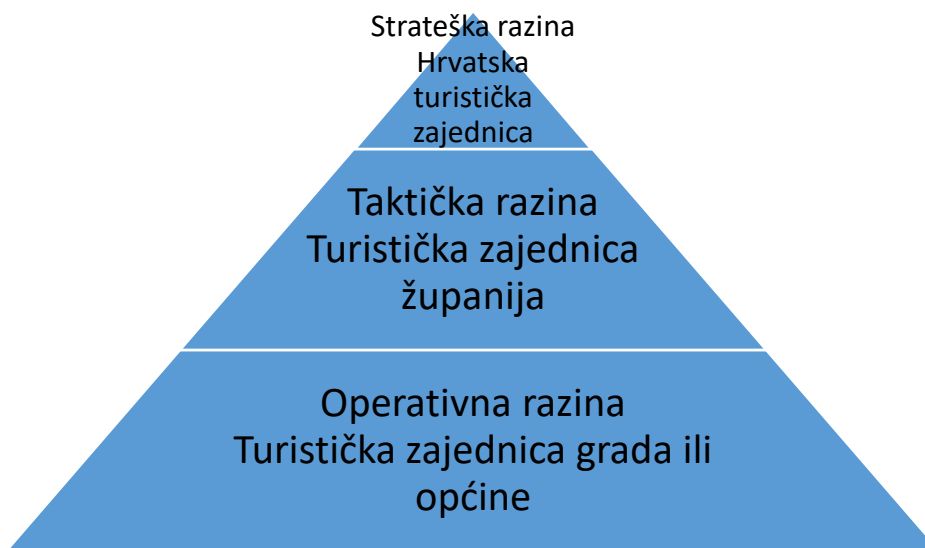 Strateška razina
Hrvatska
turistička
zajednica
Taktička razina
Turistička zajednica
županija
Operativna razina
Turistička zajednica grada ili
općine